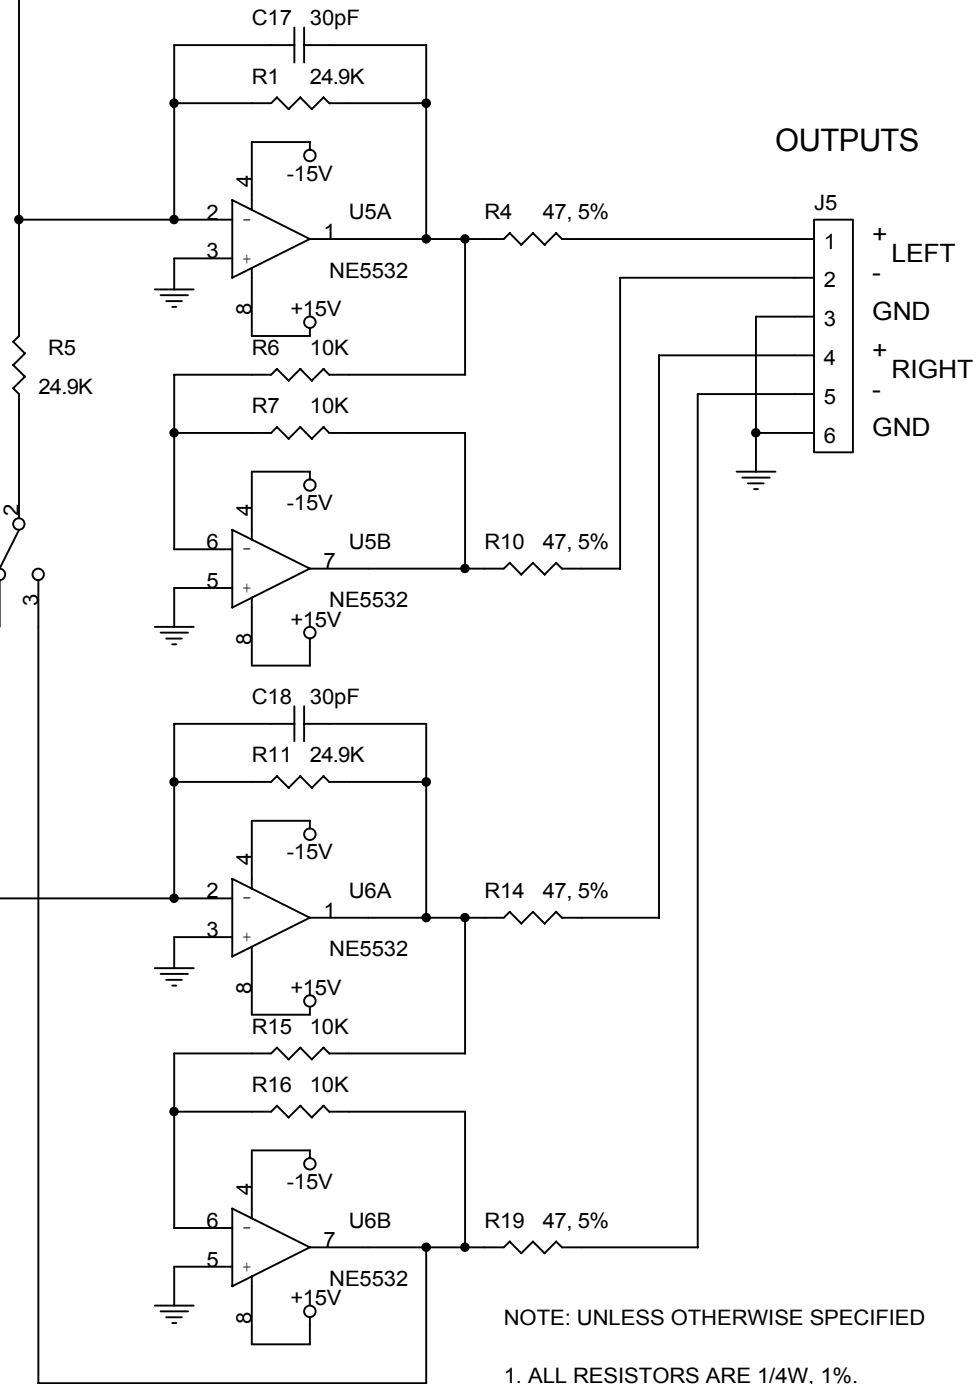 C17 30pF
R1 24.9K
4
-15V
2
U5A
3
1
NE5532
8
+15V
R4 47, 5%
OUTPUTS
J5
1 + LEFT
2 -
3 GND
4 + RIGHT
5 -
6 GND
R5
24.9K
R6 10K
R7 10K
4
-15V
6
U5B
5
7
NE5532
8
+15V
R10 47, 5%
2
3
C18 30pF
R11 24.9K
4
-15V
2
U6A
3
1
NE5532
8
+15V
R14 47, 5%
R15 10K
R16 10K
4
-15V
6
U6B
5
7
NE5532
8
+15V
R19 47, 5%
NOTE: UNLESS OTHERWISE SPECIFIED
1. ALL RESISTORS ARE 1/4W, 1%.